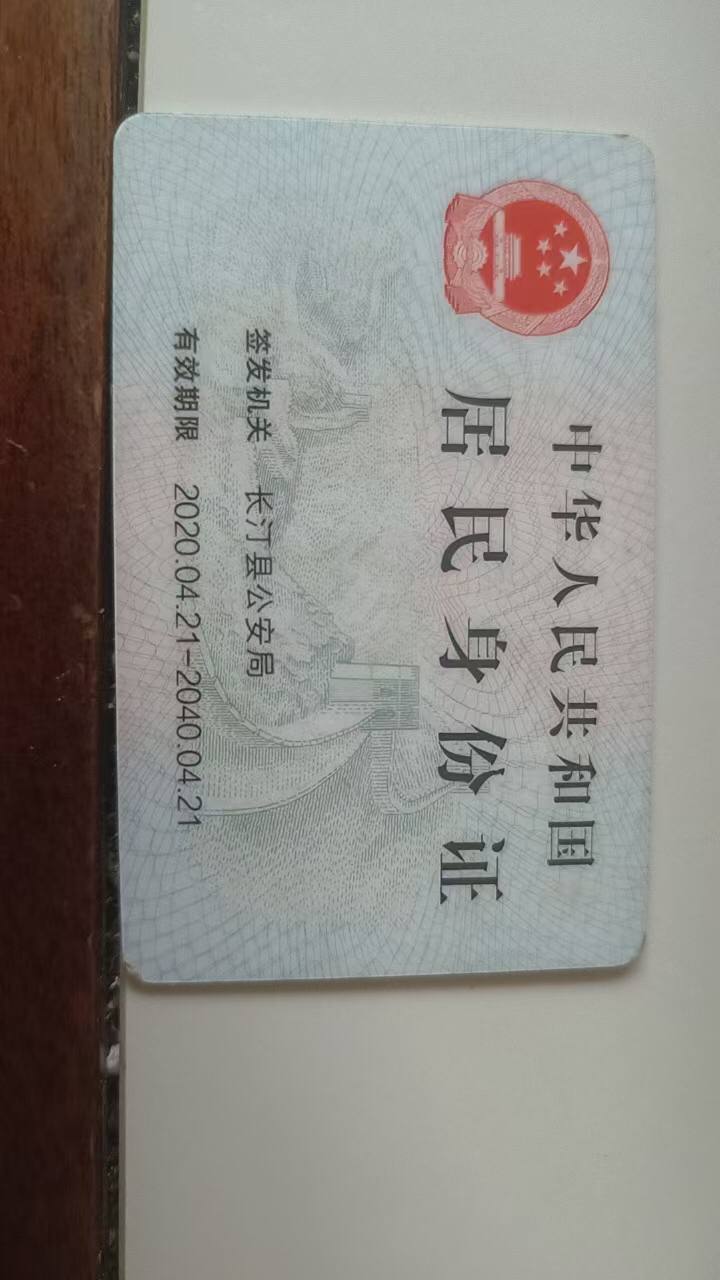 中华人民共和国
居民身份证
签发机关 长汀县公安局
有效期限 2020.04.21-2040.04.21